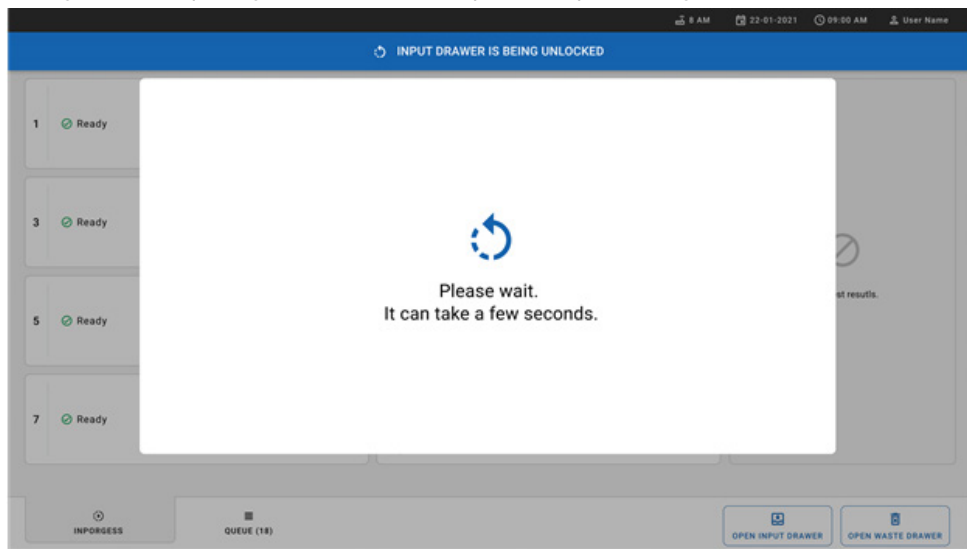 8 AM 22-01-2021 09:00 AM User Name
INPUT DRAWER IS BEING UNLOCKED
1 Ready
3 Ready
Please wait.
It can take a few seconds.
st resutls.
5 Ready
7 Ready
INPORGESS
QUEUE (18)
OPEN INPUT DRAWER
OPEN WASTE DRAWER